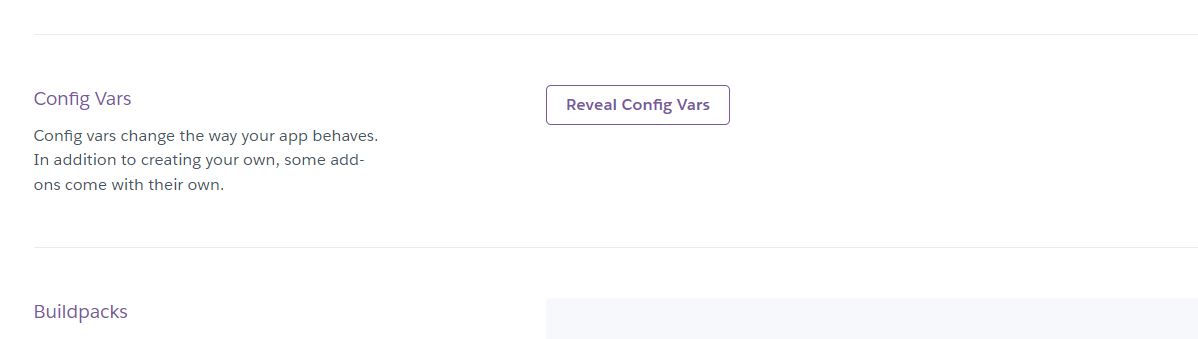 Config Vars
Reveal Config Vars
Config vars change the way your app behaves.
In addition to creating your own, some add-
ons come with their own.
Buildpacks